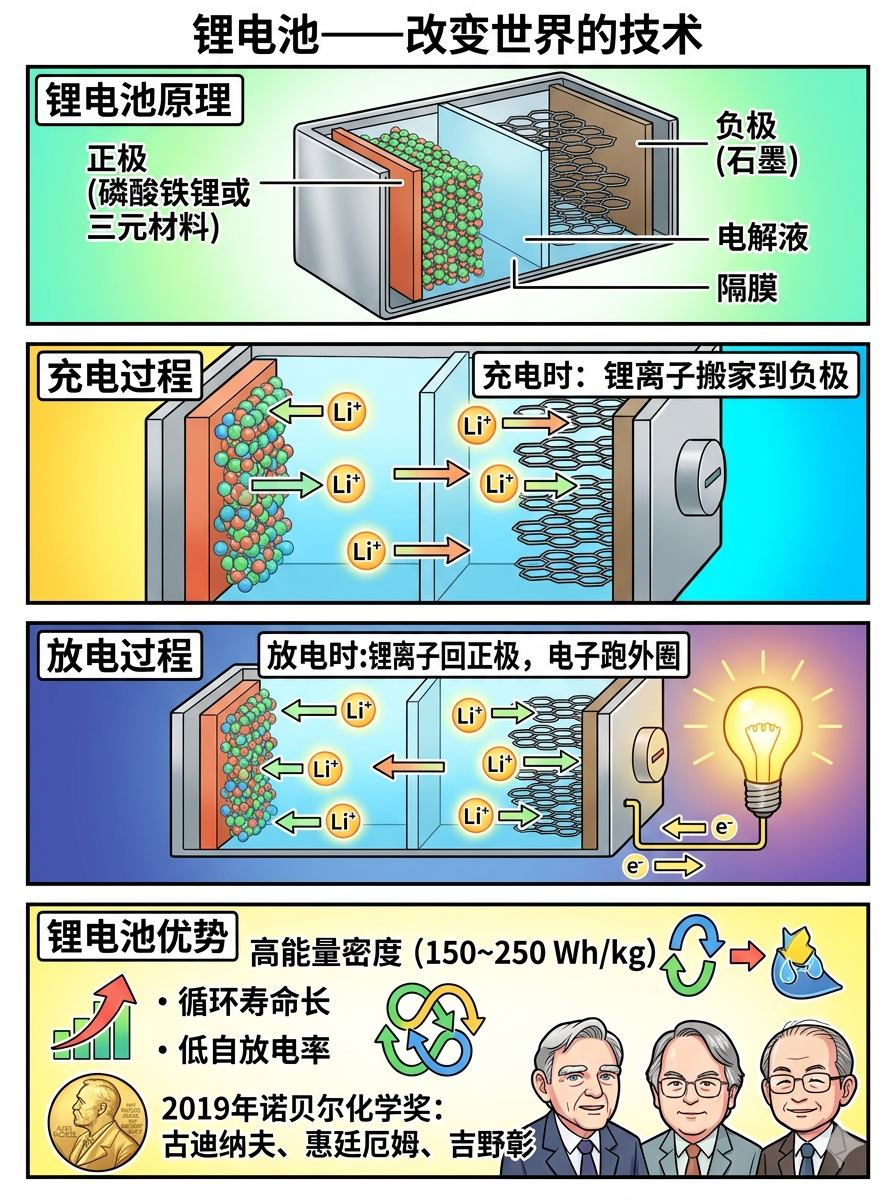 锂电池——改变世界的技术
锂电池原理
正极
(磷酸铁锂或
三元材料)
负极
(石墨)
电解液
隔膜
充电过程
充电时：锂离子搬家到负极
Li⁺
Li⁺
Li⁺
Li⁺
Li⁺
放电过程
放电时:锂离子回正极，电子跑外圈
Li⁺
Li⁺
Li⁺
Li⁺
Li⁺
Li⁺
e⁻
e⁻
锂电池优势
高能量密度 (150~250 Wh/kg)
· 循环寿命长
· 低自放电率
2019年诺贝尔化学奖：
古迪纳夫、惠廷厄姆、吉野彰